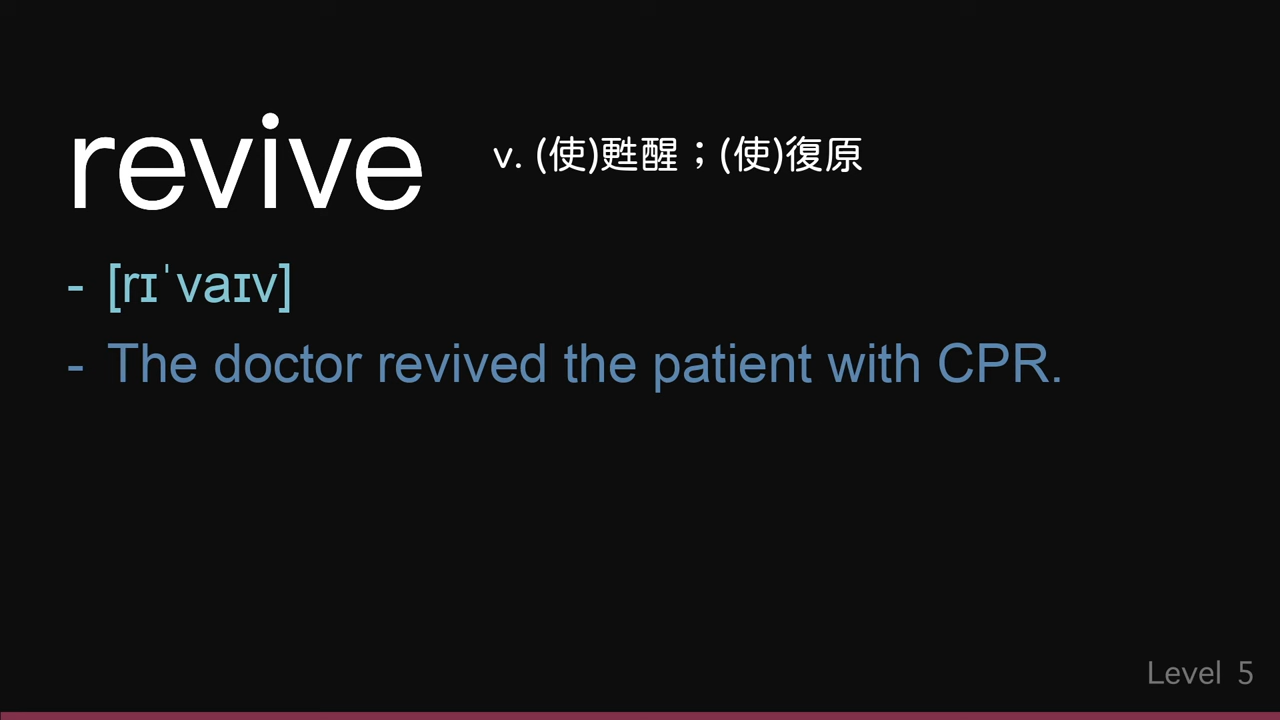 revive v. (使)甦醒；(使)復原
- [rɪˈvaɪv]
- The doctor revived the patient with CPR.
Level 5